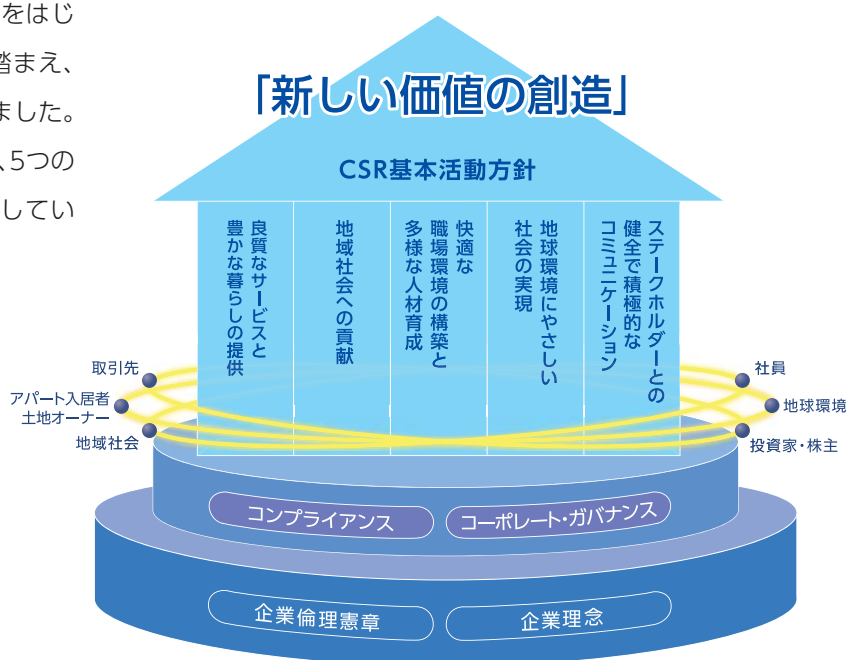 をはじ
踏まえ、
ました。
、5つの
してい
「新しい価値の創造」
CSR基本活動方針
良質なサービスと
豊かな暮らしの提供
地域社会への貢献
快適な
職場環境の構築と
多様な人材育成
地球環境にやさしい
社会の実現
ステークホルダーとの
健全で積極的な
コミュニケーション
取引先
アパート入居者
土地オーナー
地域社会
社員
地球環境
投資家・株主
コンプライアンス
コーポレート・ガバナンス
企業倫理憲章
企業理念